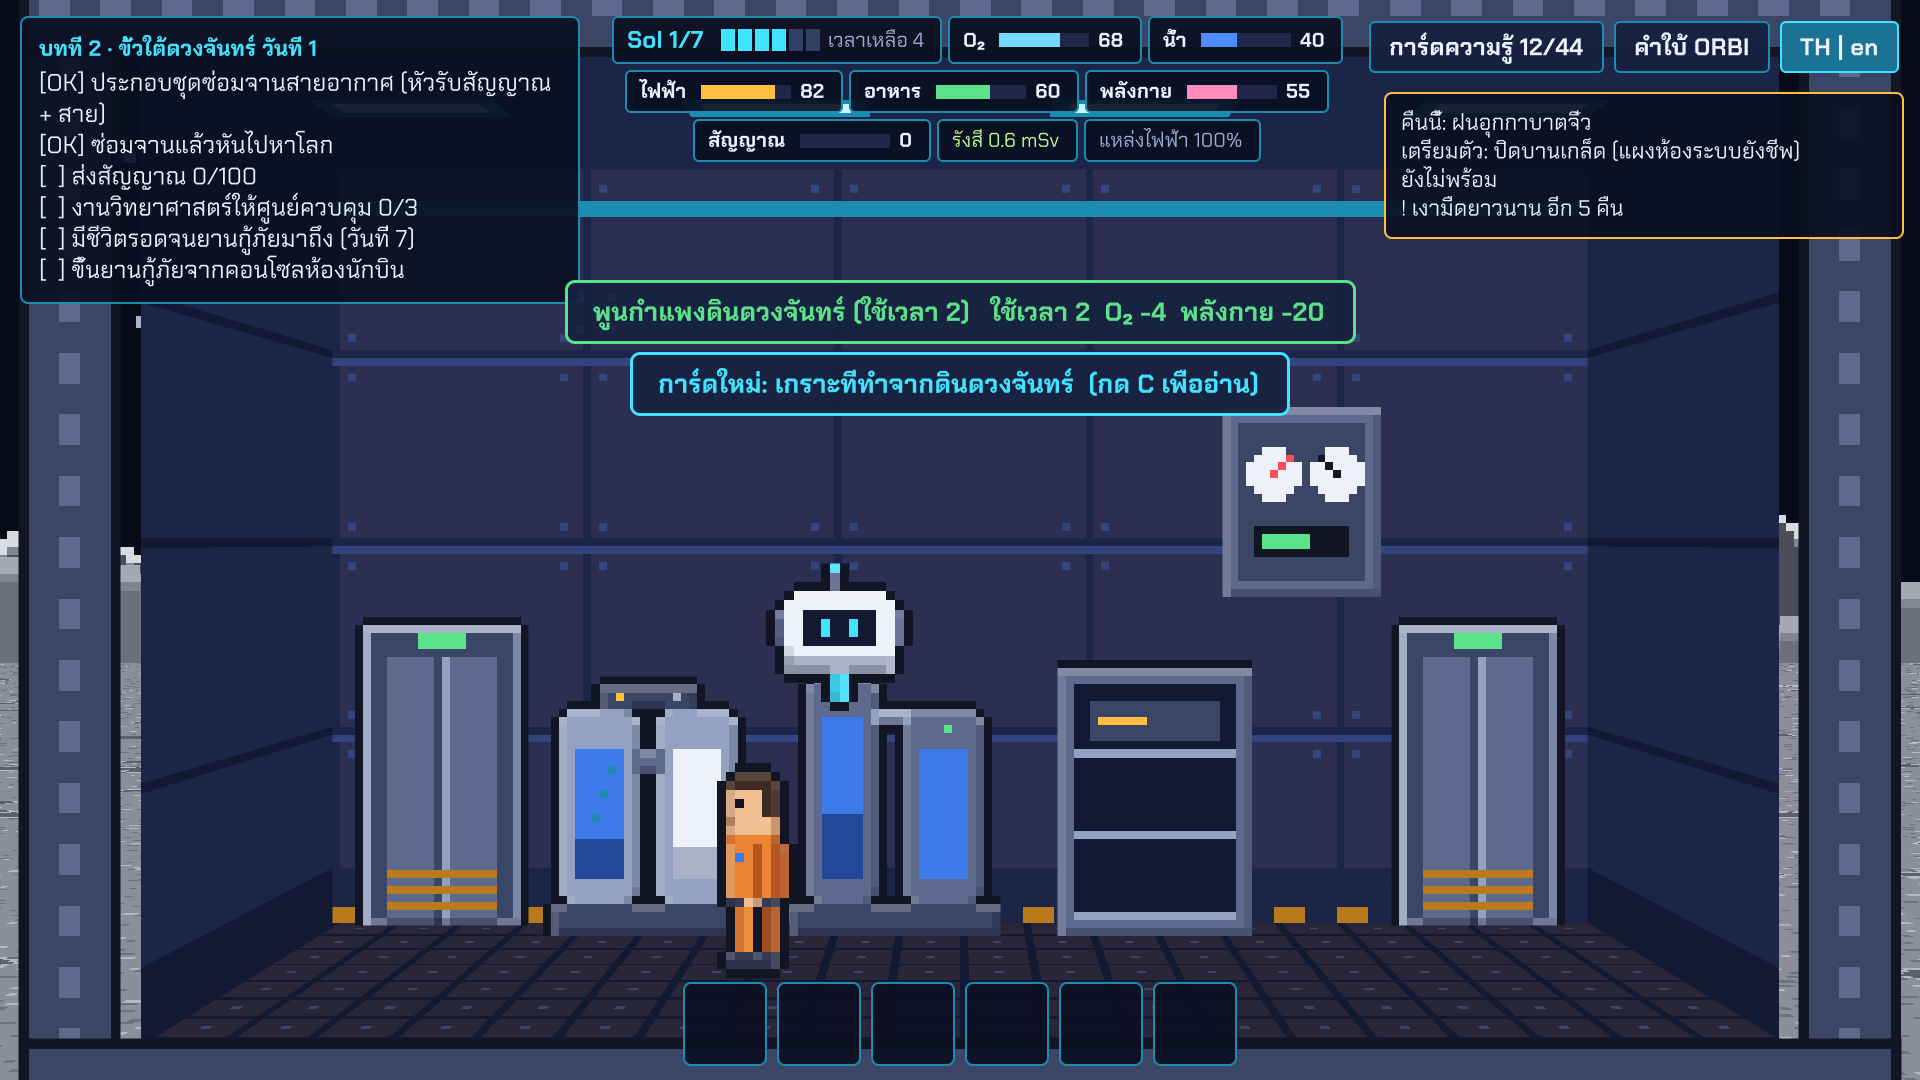 บทที่ 2 · ขั้วใต้ดวงจันทร์ วันที่ 1
[OK] ประกอบชุดซ่อมจานสายอากาศ (หัวรับสัญญาณ
+ สาย)
[OK] ซ่อมจานแล้วหันไปหาโลก
[ ] ส่งสัญญาณ 0/100
[ ] งานวิทยาศาสตร์ให้ศูนย์ควบคุม 0/3
[ ] มีชีวิตรอดจนยานกู้ภัยมาถึง (วันที่ 7)
[ ] ขึ้นยานกู้ภัยจากคอนโซลห้องนักบิน
Sol 1/7 เวลาเหลือ 4
O₂ 68
น้ำ 40
ไฟฟ้า 82
อาหาร 60
พลังกาย 55
สัญญาณ 0
รังสี 0.6 mSv
แหล่งไฟฟ้า 100%
การ์ดความรู้ 12/44
คำใบ้ ORBI
TH | en
คืนนี้: ฝนอุกกาบาตจิ๋ว
เตรียมตัว: ปิดบานเกล็ด (แผงห้องระบบยังชีพ)
ยังไม่พร้อม
! เงามืดยาวนาน อีก 5 คืน
พูนกำแพงดินดวงจันทร์ (ใช้เวลา 2) ใช้เวลา 2 O₂ -4 พลังกาย -20
การ์ดใหม่: เกราะที่ทำจากดินดวงจันทร์ (กด C เพื่ออ่าน)